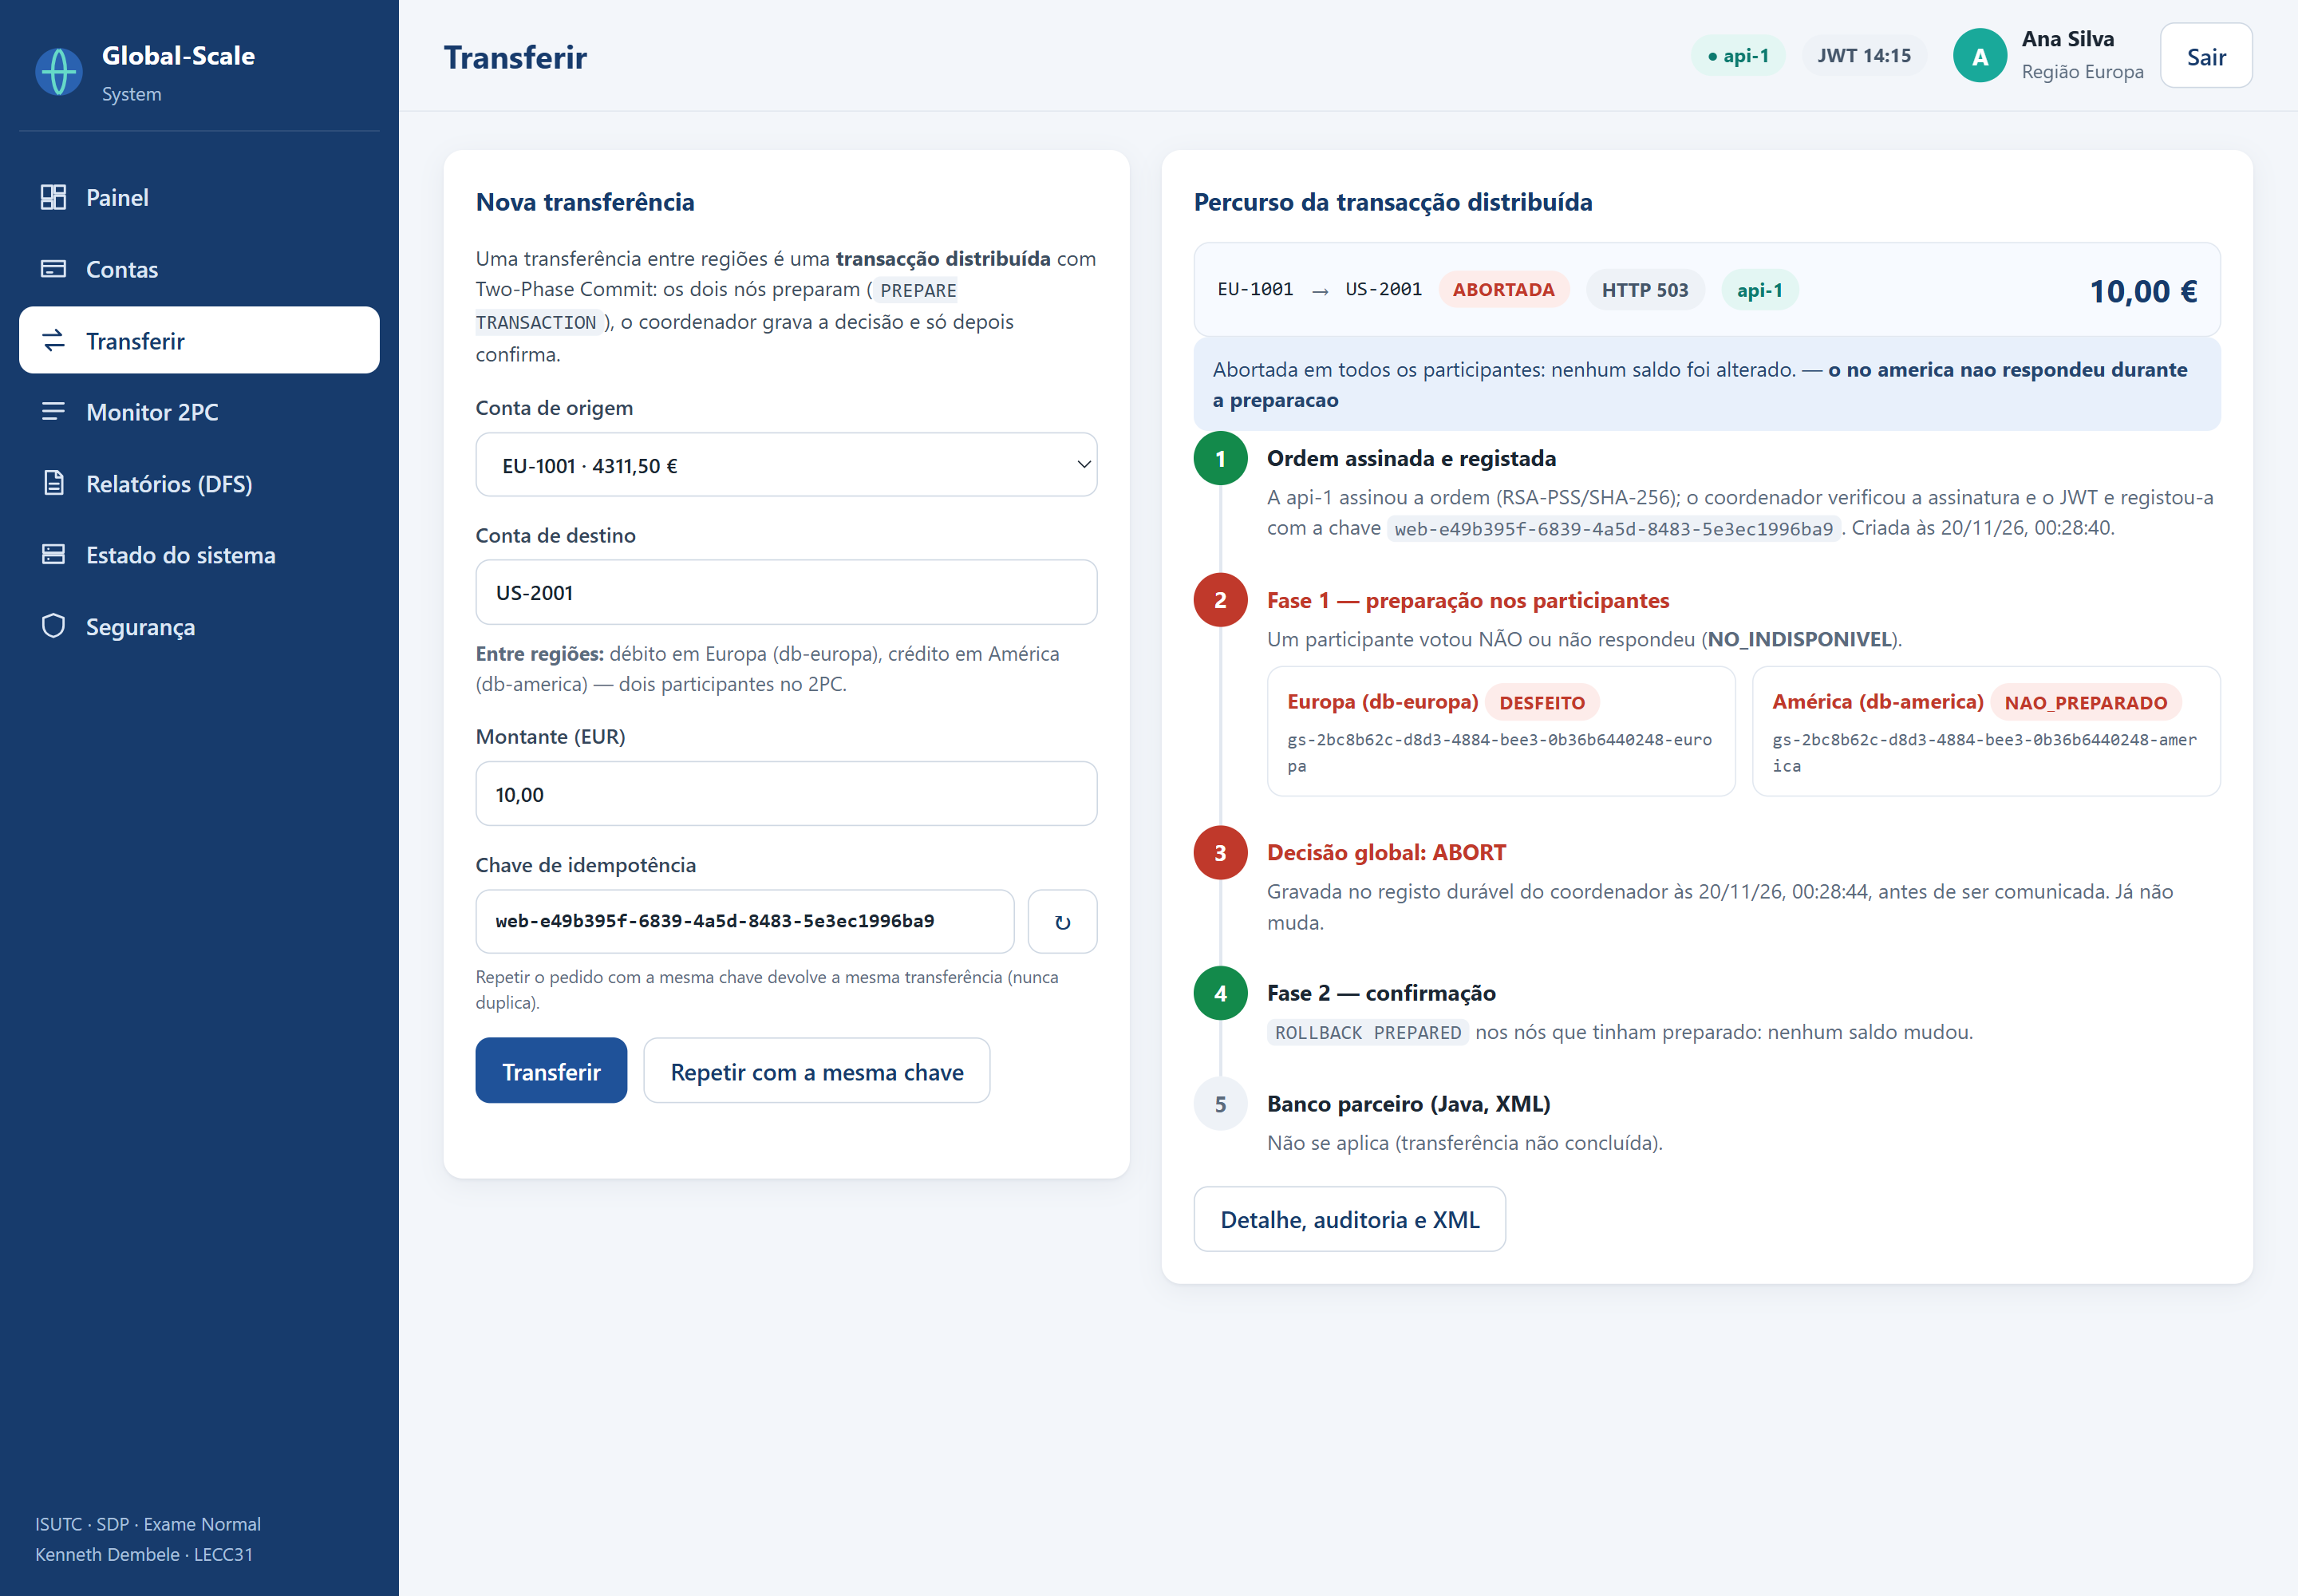 Global-Scale
System
Painel
Contas
Transferir
Monitor 2PC
Relatórios (DFS)
Estado do sistema
Segurança
ISUTC · SDP · Exame Normal
Kenneth Dembele · LECC31
Transferir
● api-1
JWT 14:15
A
Ana Silva
Região Europa
Sair
Nova transferência
Uma transferência entre regiões é uma transacção distribuída com
Two-Phase Commit: os dois nós preparam ( PREPARE
TRANSACTION ), o coordenador grava a decisão e só depois
confirma.
Conta de origem
EU-1001 · 4311,50 €
Conta de destino
US-2001
Entre regiões: débito em Europa (db-europa), crédito em América
(db-america) — dois participantes no 2PC.
Montante (EUR)
10,00
Chave de idempotência
web-e49b395f-6839-4a5d-8483-5e3ec1996ba9
↻
Repetir o pedido com a mesma chave devolve a mesma transferência (nunca
duplica).
Transferir
Repetir com a mesma chave
Percurso da transacção distribuída
EU-1001 → US-2001 ABORTADA HTTP 503 api-1 10,00 €
Abortada em todos os participantes: nenhum saldo foi alterado. — o no america nao respondeu durante
a preparacao
1 Ordem assinada e registada
A api-1 assinou a ordem (RSA-PSS/SHA-256); o coordenador verificou a assinatura e o JWT e registou-a
com a chave web-e49b395f-6839-4a5d-8483-5e3ec1996ba9 . Criada às 20/11/26, 00:28:40.
2 Fase 1 — preparação nos participantes
Um participante votou NÃO ou não respondeu (NO_INDISPONIVEL).
Europa (db-europa) DESFEITO
gs-2bc8b62c-d8d3-4884-bee3-0b36b6440248-euro
pa
América (db-america) NAO_PREPARADO
gs-2bc8b62c-d8d3-4884-bee3-0b36b6440248-amer
ica
3 Decisão global: ABORT
Gravada no registo durável do coordenador às 20/11/26, 00:28:44, antes de ser comunicada. Já não
muda.
4 Fase 2 — confirmação
ROLLBACK PREPARED nos nós que tinham preparado: nenhum saldo mudou.
5 Banco parceiro (Java, XML)
Não se aplica (transferência não concluída).
Detalhe, auditoria e XML